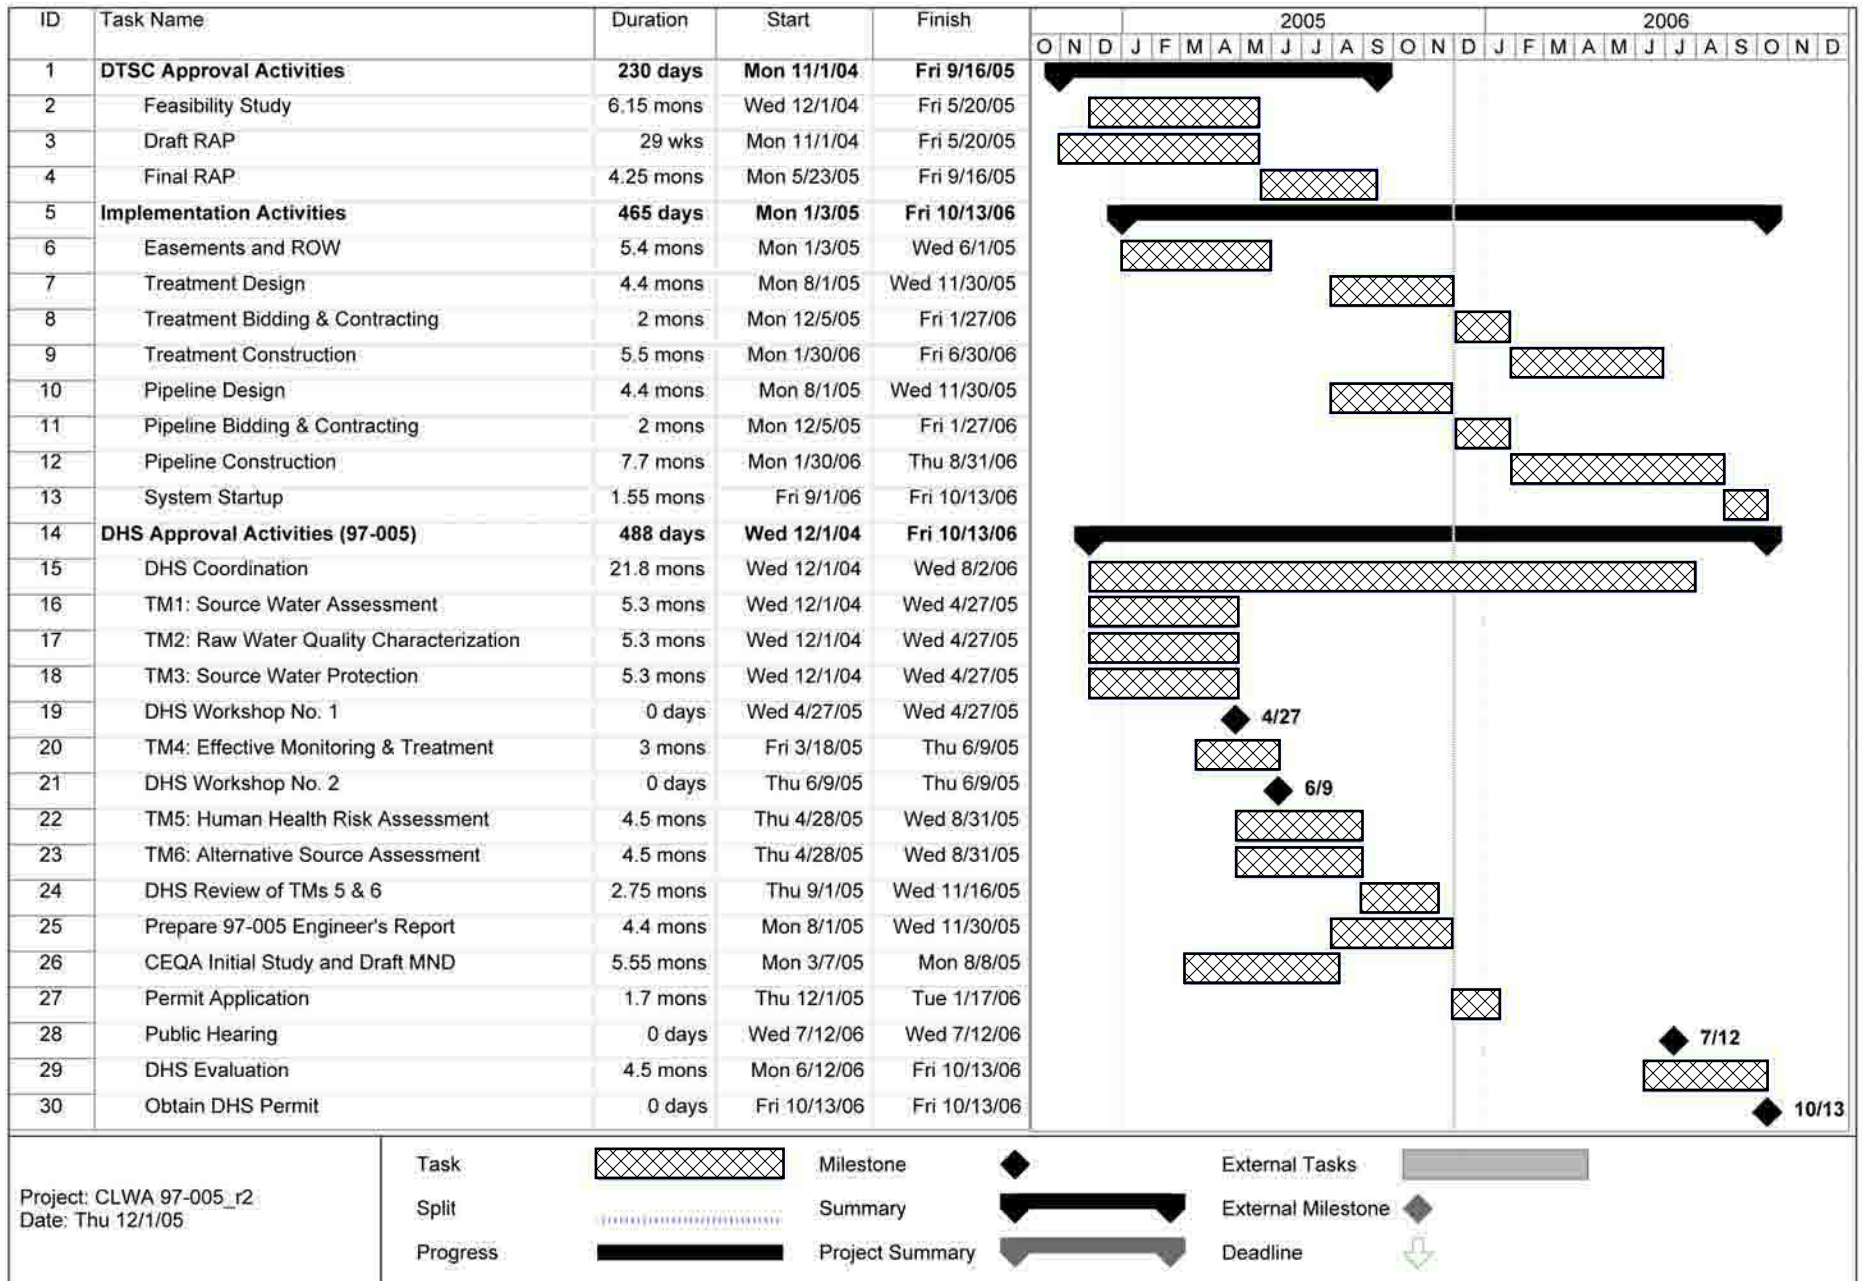 ID Task Name Duration Start Finish 2005 2006
O N D J F M A M J J A S O N D J F M A M J J A S O N D
1 DTSC Approval Activities 230 days Mon 11/1/04 Fri 9/16/05
2 Feasibility Study 6.15 mons Wed 12/1/04 Fri 5/20/05
3 Draft RAP 29 wks Mon 11/1/04 Fri 5/20/05
4 Final RAP 4.25 mons Mon 5/23/05 Fri 9/16/05
5 Implementation Activities 465 days Mon 1/3/05 Fri 10/13/06
6 Easements and ROW 5.4 mons Mon 1/3/05 Wed 6/1/05
7 Treatment Design 4.4 mons Mon 8/1/05 Wed 11/30/05
8 Treatment Bidding & Contracting 2 mons Mon 12/5/05 Fri 1/27/06
9 Treatment Construction 5.5 mons Mon 1/30/06 Fri 6/30/06
10 Pipeline Design 4.4 mons Mon 8/1/05 Wed 11/30/05
11 Pipeline Bidding & Contracting 2 mons Mon 12/5/05 Fri 1/27/06
12 Pipeline Construction 7.7 mons Mon 1/30/06 Thu 8/31/06
13 System Startup 1.55 mons Fri 9/1/06 Fri 10/13/06
14 DHS Approval Activities (97-005) 488 days Wed 12/1/04 Fri 10/13/06
15 DHS Coordination 21.8 mons Wed 12/1/04 Wed 8/2/06
16 TM1: Source Water Assessment 5.3 mons Wed 12/1/04 Wed 4/27/05
17 TM2: Raw Water Quality Characterization 5.3 mons Wed 12/1/04 Wed 4/27/05
18 TM3: Source Water Protection 5.3 mons Wed 12/1/04 Wed 4/27/05
19 DHS Workshop No. 1 0 days Wed 4/27/05 Wed 4/27/05 4/27
20 TM4: Effective Monitoring & Treatment 3 mons Fri 3/18/05 Thu 6/9/05
21 DHS Workshop No. 2 0 days Thu 6/9/05 Thu 6/9/05 6/9
22 TM5: Human Health Risk Assessment 4.5 mons Thu 4/28/05 Wed 8/31/05
23 TM6: Alternative Source Assessment 4.5 mons Thu 4/28/05 Wed 8/31/05
24 DHS Review of TMs 5 & 6 2.75 mons Thu 9/1/05 Wed 11/16/05
25 Prepare 97-005 Engineer's Report 4.4 mons Mon 8/1/05 Wed 11/30/05
26 CEQA Initial Study and Draft MND 5.55 mons Mon 3/7/05 Mon 8/8/05
27 Permit Application 1.7 mons Thu 12/1/05 Tue 1/17/06
28 Public Hearing 0 days Wed 7/12/06 Wed 7/12/06 7/12
29 DHS Evaluation 4.5 mons Mon 6/12/06 Fri 10/13/06
30 Obtain DHS Permit 0 days Fri 10/13/06 Fri 10/13/06 10/13
Project: CLWA 97-005_r2
Date: Thu 12/1/05
Task Milestone External Tasks
Split Summary External Milestone
Progress Project Summary Deadline